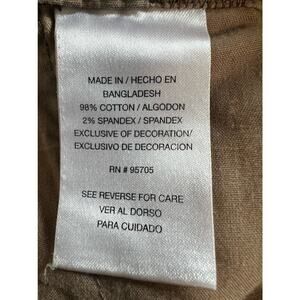 MADE IN / HECHO EN
BANGLADESH
98% COTTON / ALGODON
2% SPANDEX / SPANDEX
EXCLUSIVE OF DECORATION/
EXCLUSIVO DE DECORACION
RN # 95705
SEE REVERSE FOR CARE
VER AL DORSO
PARA CUIDADO